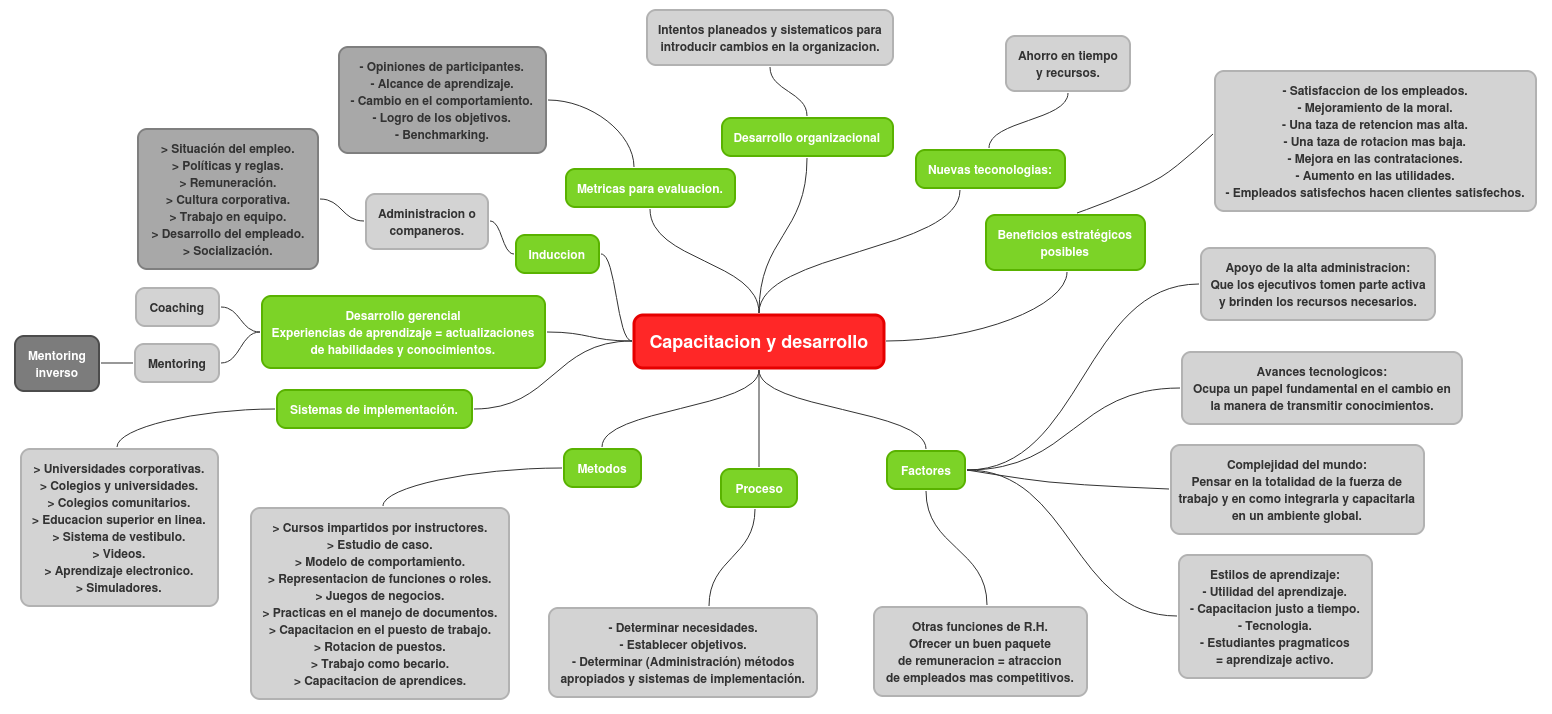 Intentos planeados y sistematicos para
introducir cambios en la organizacion.
Ahorro en tiempo
y recursos.
- Opiniones de participantes.
- Alcance de aprendizaje.
- Cambio en el comportamiento.
- Logro de los objetivos.
- Benchmarking.
- Satisfaccion de los empleados.
- Mejoramiento de la moral.
- Una taza de retencion mas alta.
- Una taza de rotacion mas baja.
- Mejora en las contrataciones.
- Aumento en las utilidades.
- Empleados satisfechos hacen clientes satisfechos.
Desarrollo organizacional
> Situación del empleo.
> Políticas y reglas.
> Remuneración.
> Cultura corporativa.
> Trabajo en equipo.
> Desarrollo del empleado.
> Socialización.
Nuevas teconologias:
Metricas para evaluacion.
Administracion o
companeros.
Beneficios estratégicos
posibles
Induccion
Apoyo de la alta administracion:
Que los ejecutivos tomen parte activa
y brinden los recursos necesarios.
Coaching
Desarrollo gerencial
Experiencias de aprendizaje = actualizaciones
de habilidades y conocimientos.
Capacitacion y desarrollo
Mentoring
inverso
Mentoring
Avances tecnologicos:
Ocupa un papel fundamental en el cambio en
la manera de transmitir conocimientos.
Sistemas de implementación.
> Universidades corporativas.
> Colegios y universidades.
> Colegios comunitarios.
> Educacion superior en linea.
> Sistema de vestibulo.
> Videos.
> Aprendizaje electronico.
> Simuladores.
Metodos
Proceso
Factores
Complejidad del mundo:
Pensar en la totalidad de la fuerza de
trabajo y en como integrarla y capacitarla
en un ambiente global.
> Cursos impartidos por instructores.
> Estudio de caso.
> Modelo de comportamiento.
> Representacion de funciones o roles.
> Juegos de negocios.
> Practicas en el manejo de documentos.
> Capacitacion en el puesto de trabajo.
> Rotacion de puestos.
> Trabajo como becario.
> Capacitacion de aprendices.
- Determinar necesidades.
- Establecer objetivos.
- Determinar (Administración) métodos
apropiados y sistemas de implementación.
Otras funciones de R.H.
Ofrecer un buen paquete
de remuneracion = atraccion
de empleados mas competitivos.
Estilos de aprendizaje:
- Utilidad del aprendizaje.
- Capacitacion justo a tiempo.
- Tecnologia.
- Estudiantes pragmaticos
= aprendizaje activo.